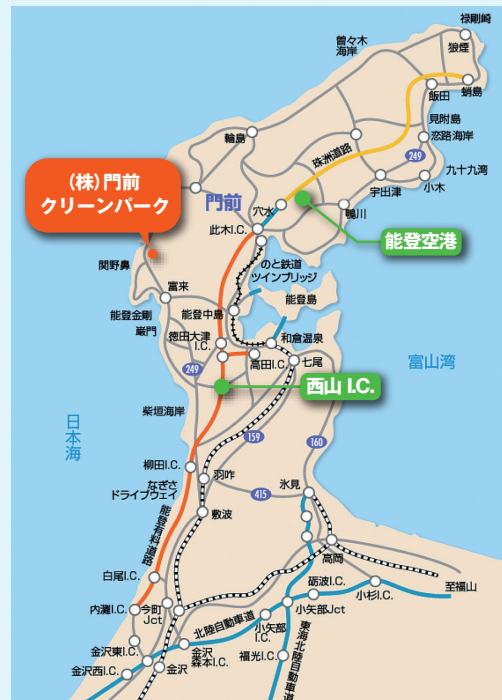 禄剛崎
狼煙
曽々木
海岸
飯田
蛸島
見附島
恋路海岸
輪島
珠洲道路
249
九十九湾
小木
宇出津
(株)門前
クリーンパーク
門前
穴水
鵜川
此木I.C.
能登空港
関野鼻
のと鉄道
ツインブリッジ
富来
能登島
能登金剛
巌門
能登中島
徳田大津
I.C.
和倉温泉
高田I.C.
七尾
富山湾
249
西山 I.C.
日本海
柴垣海岸
159
160
柳田I.C.
羽咋
なぎさ
ドライブウェイ
415
氷見
能登有料道路
敷波
高岡
白尾I.C.
砺波I.C.
至福山
小杉I.C.
内灘I.C.
今町
Jct
小矢部Jct
北陸自動車道
小矢部
I.C.
金沢東I.C.
金沢
森本I.C.
東海北陸自動車道
福光I.C.
金沢西I.C.
金沢